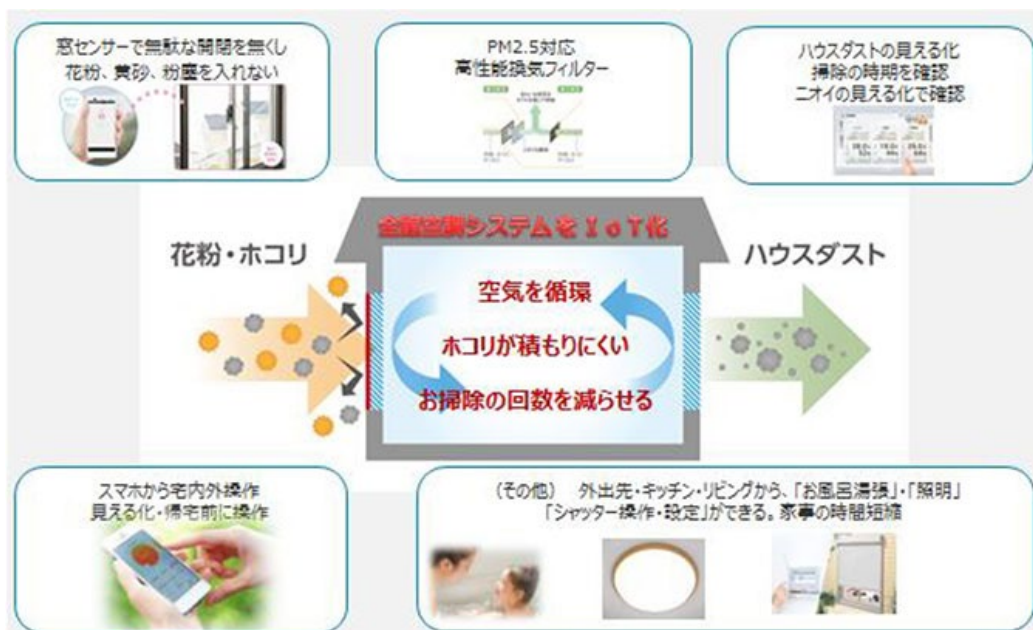 窓センサーで無駄な開閉を無くし
花粉、黄砂、粉塵を入れない
PM2.5対応
高性能換気フィルター
ハウスダストの見える化
掃除の時期を確認
ニオイの見える化で確認
全館空調システムをIoT化
花粉・ホコリ
ハウスダスト
空気を循環
ホコリが積もりにくい
お掃除の回数を減らせる
スマホから宅内外操作
見える化・帰宅前に操作
(その他) 外出先・キッチン・リビングから、「お風呂湯張」・「照明」
「シャッター操作・設定」ができる。家事の時間短縮